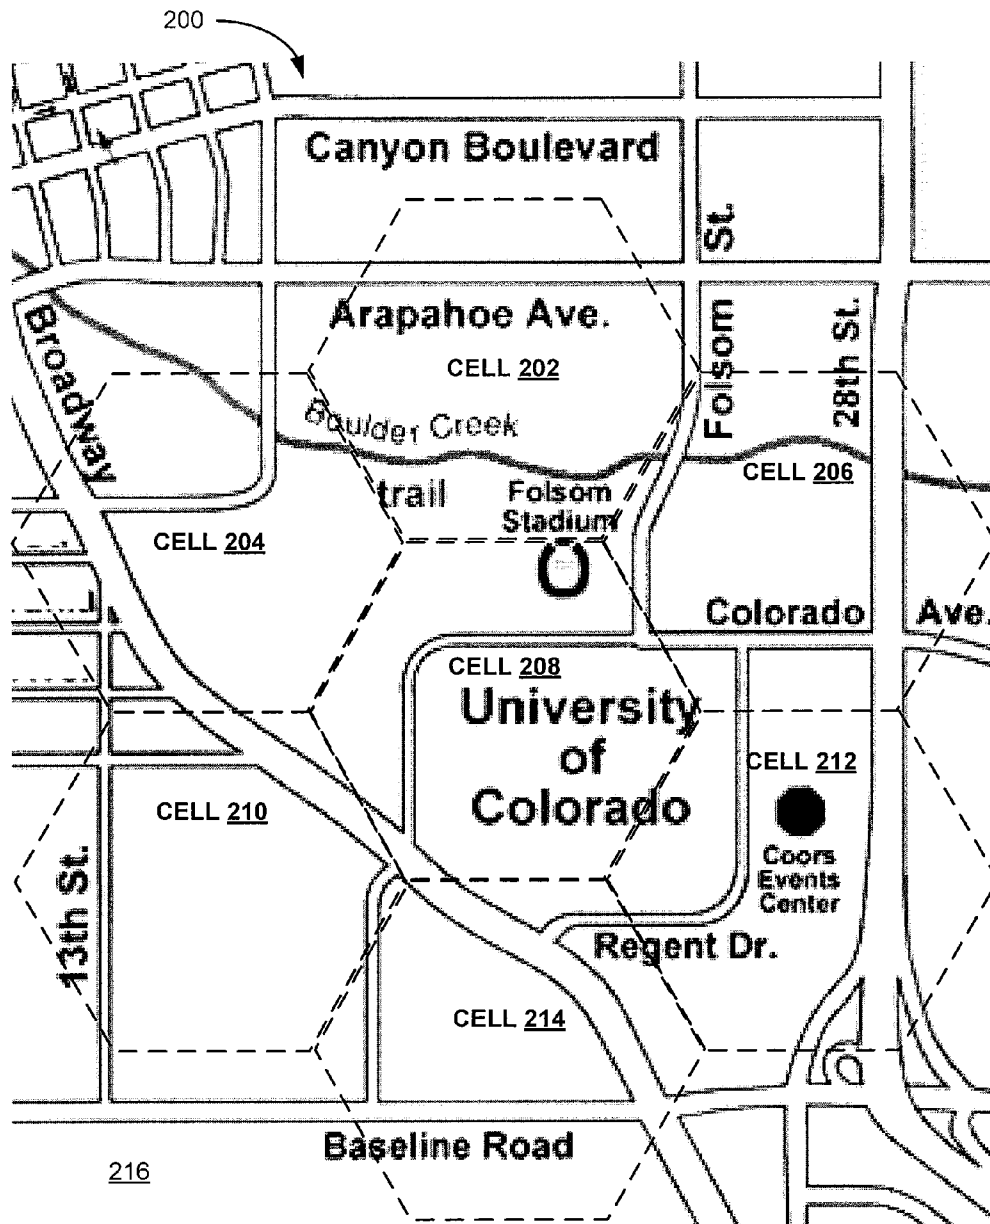 200
Canyon Boulevard
St.
Arapahoe Ave.
Broadway
Folsom
28th St.
CELL 202
Boulder Creek
CELL 206
trail
Folsom
Stadium
CELL 204
Colorado Ave.
CELL 208
University
of
Colorado
CELL 212
CELL 210
Coors
Events
Center
13th St.
Regent Dr.
CELL 214
Baseline Road
216